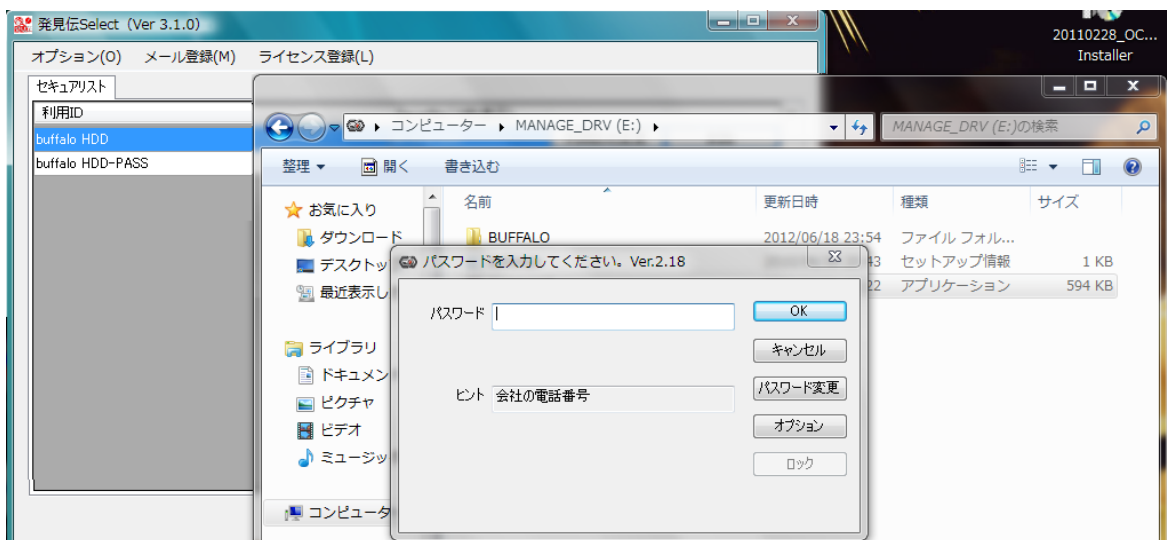 発見伝Select (Ver 3.1.0)
オプション(O) メール登録(M) ライセンス登録(L)
セキュアリスト
利用ID
buffalo HDD
buffalo HDD-PASS
20110228_OC...
Installer
コンピューター ▸ MANAGE_DRV (E:) ▸
MANAGE_DRV (E:)の検索
整理 開く 書き込む
お気に入り
ダウンロード
デスクトッ
最近表示し
ライブラリ
ドキュメン
ピクチャ
ビデオ
ミュージッ
コンピュータ
名前 更新日時 種類 サイズ
BUFFALO 2012/06/18 23:54 ファイル フォル...
43 セットアップ情報 1 KB
22 アプリケーション 594 KB
パスワードを入力してください。Ver.2.18
パスワード
OK
キャンセル
ヒント 会社の電話番号
パスワード変更
オプション
ロック